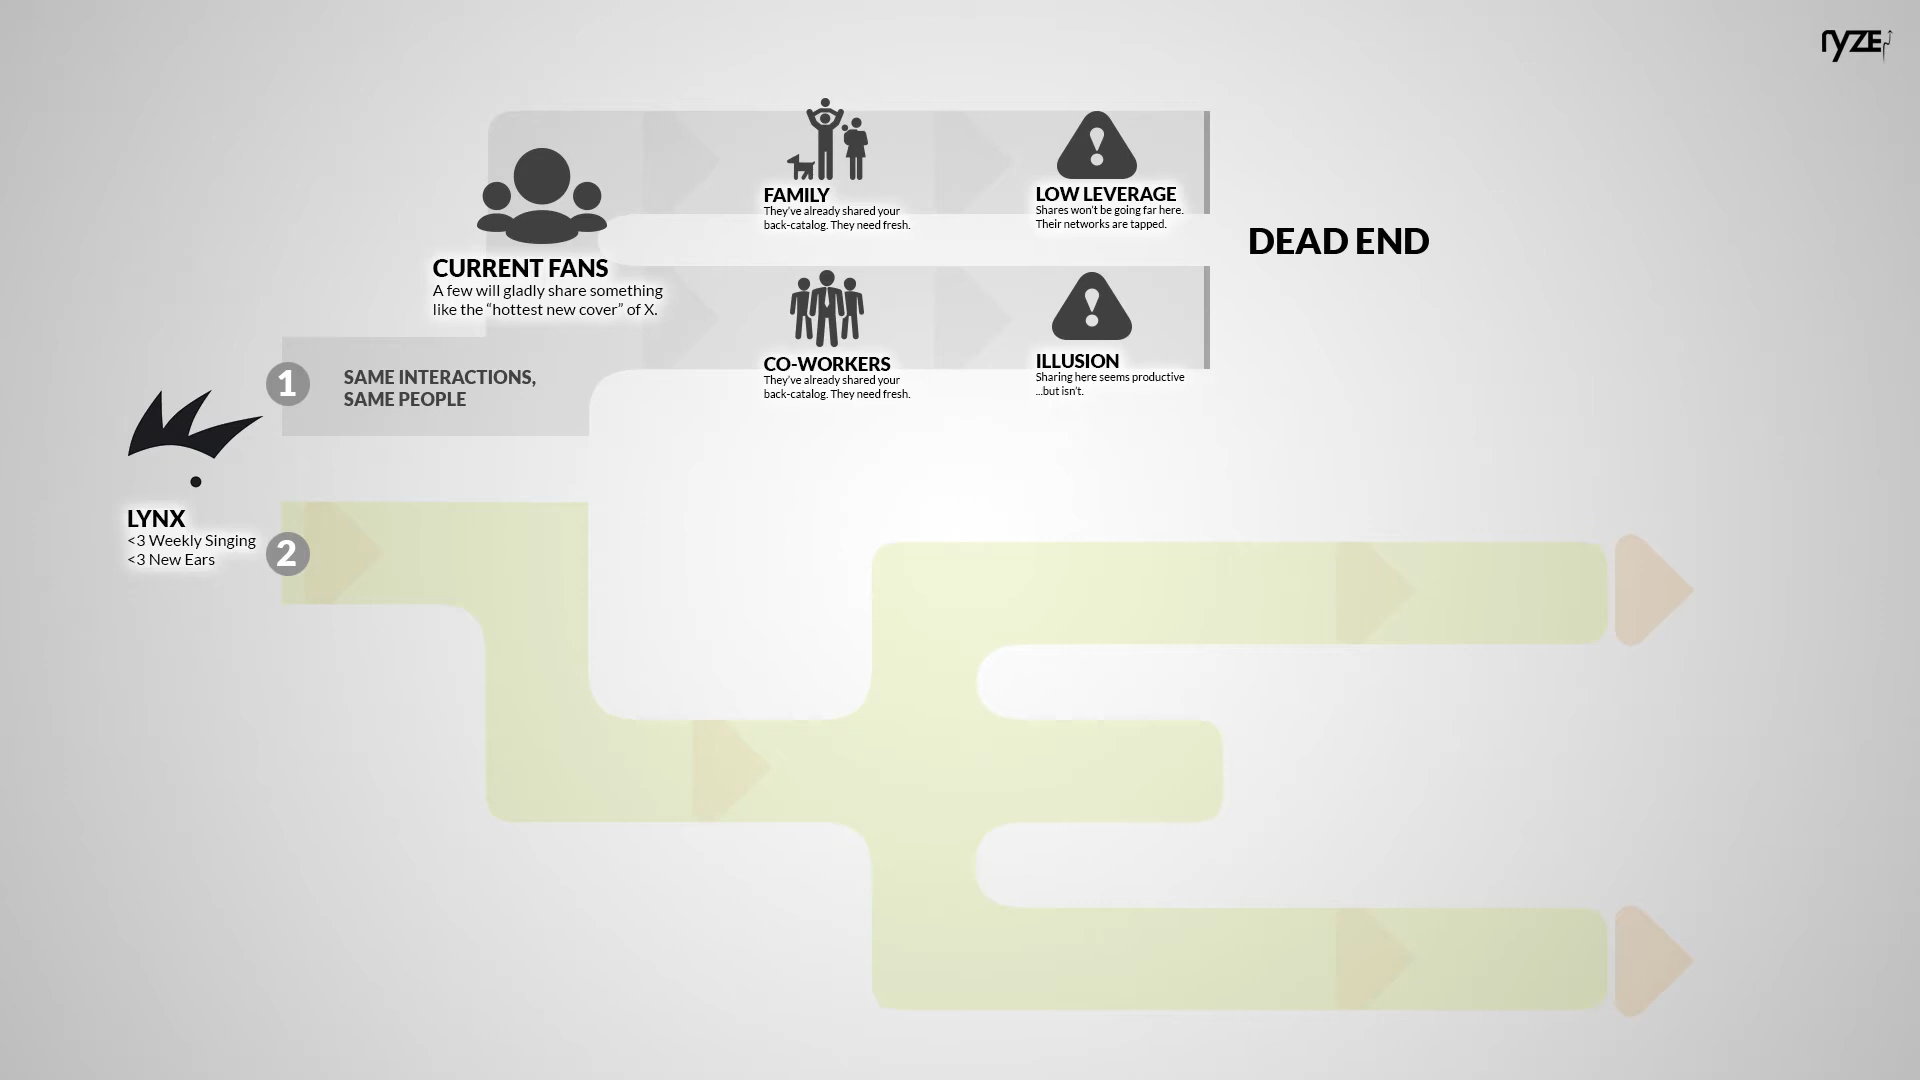 ryze
FAMILY
They've already shared your
back-catalog. They need fresh.
LOW LEVERAGE
Shares won't be going far here.
Their networks are tapped.
DEAD END
CURRENT FANS
A few will gladly share something
like the “hottest new cover” of X.
CO-WORKERS
They've already shared your
back-catalog. They need fresh.
ILLUSION
Sharing here seems productive
...but isn't.
1
SAME INTERACTIONS,
SAME PEOPLE
LYNX
<3 Weekly Singing
<3 New Ears
2